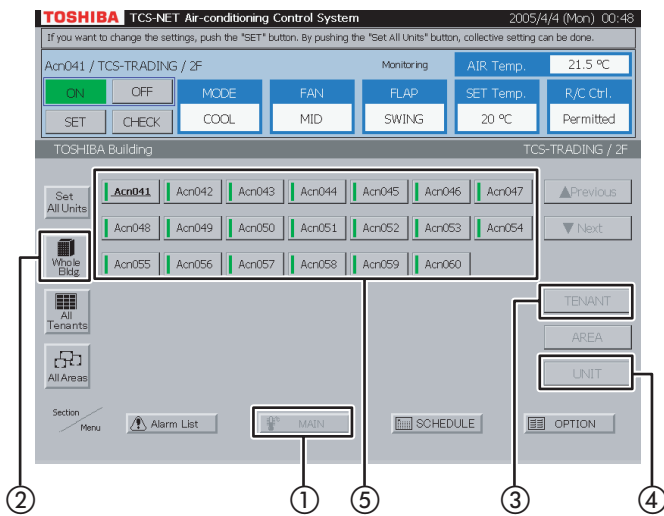 TOSHIBA TCS-NET Air-conditioning Control System 2005/4/4 (Mon) 00:48
If you want to change the settings, push the "SET" button. By pushing the "Set All Units" button, collective setting can be done.
Acn041 / TCS-TRADING / 2F Monitoring AIR Temp. 21.5 ºC
ON OFF MODE FAN FLAP SET Temp. R/C Ctrl.
SET CHECK COOL MID SWING 20 ºC Permitted
TOSHIBA Building TCS-TRADING / 2F
Set All Units
Acn041 Acn042 Acn043 Acn044 Acn045 Acn046 Acn047 ▲Previous
Acn048 Acn049 Acn050 Acn051 Acn052 Acn053 Acn054 ▼Next
Whole Bldg.
Acn055 Acn056 Acn057 Acn058 Acn059 Acn060
All Tenants
TENANT
AREA
All Areas
UNIT
Section / Menu
Alarm List MAIN SCHEDULE OPTION
② ① ⑤ ③ ④